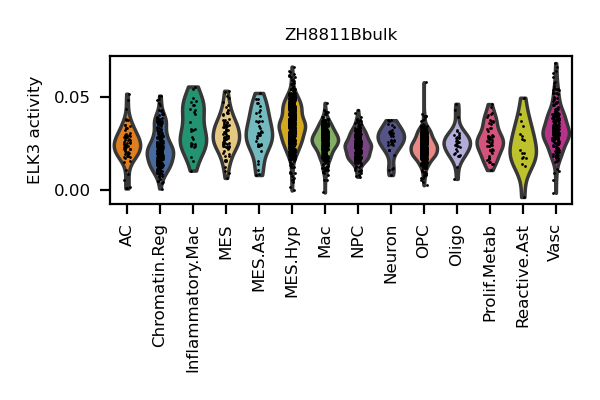 ZH8811Bbulk
ELK3 activity
0.05
0.00
AC
Chromatin.Reg
Inflammatory.Mac
MES
MES.Ast
MES.Hyp
Mac
NPC
Neuron
OPC
Oligo
Prolif.Metab
Reactive.Ast
Vasc